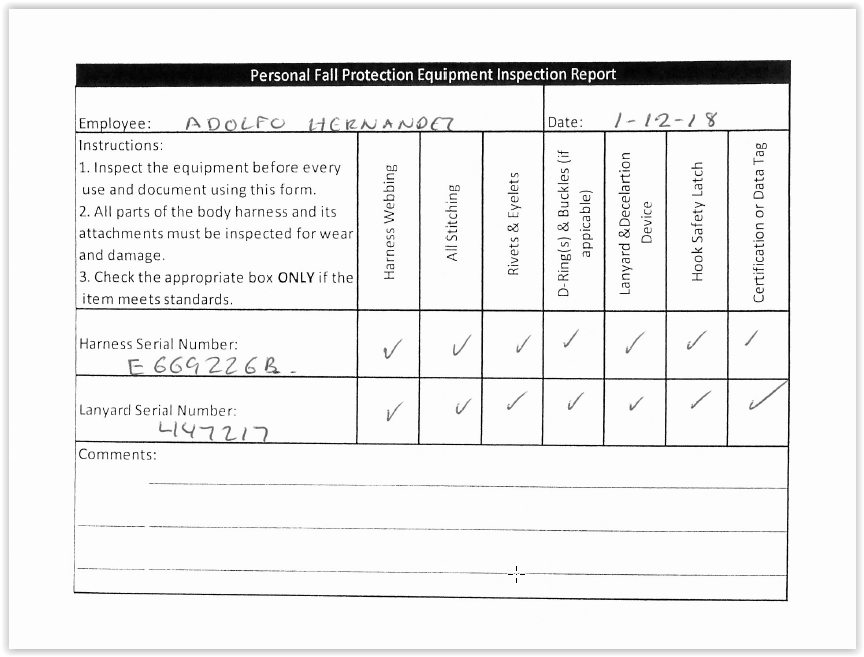 Personal Fall Protection Equipment Inspection Report
Employee: ADOLFO HERNANDEZ
Date: 1-12-18
Instructions:
1. Inspect the equipment before every
use and document using this form.
2. All parts of the body harness and its
attachments must be inspected for wear
and damage.
3. Check the appropriate box ONLY if the
item meets standards.
Harness Webbing
All Stitching
Rivets & Eyelets
D-Ring(s) & Buckles (if
appicable)
Lanyard &Decelartion
Device
Hook Safety Latch
Certification or Data Tag
Harness Serial Number:
E669226B.
✓ ✓ ✓ ✓ ✓ ✓ ✓
Lanyard Serial Number:
4147217
✓ ✓ ✓ ✓ ✓ ✓ ✓
Comments: